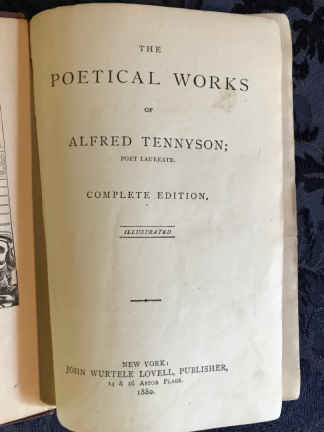 THE
POETICAL WORKS
OF
ALFRED TENNYSON;
POET LAUREATE.
COMPLETE EDITION.
ILLUSTRATED
NEW YORK:
JOHN WURTELE LOVELL, PUBLISHER,
14 & 16 ASTOR PLACE.
1880.